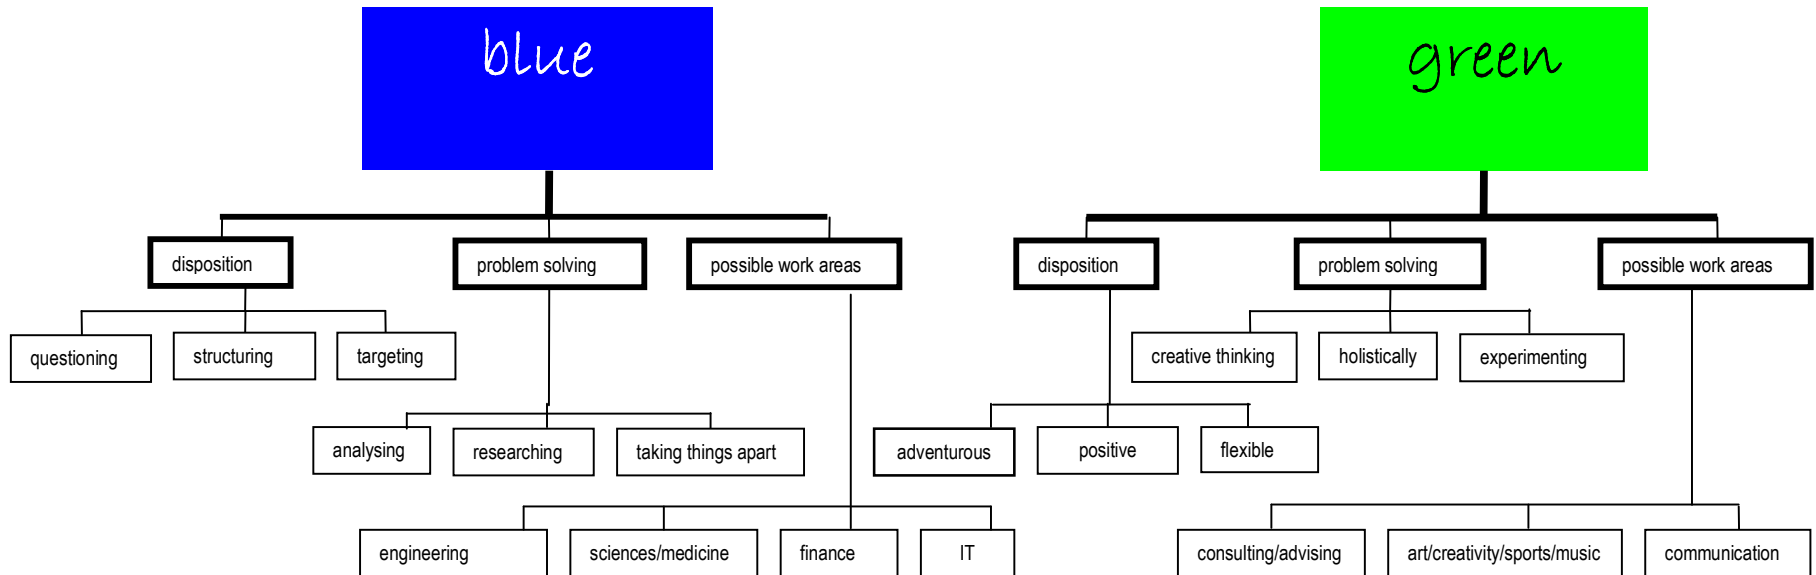 blue
green
disposition
problem solving
possible work areas
disposition
problem solving
possible work areas
questioning
structuring
targeting
creative thinking
holistically
experimenting
analysing
researching
taking things apart
adventurous
positive
flexible
engineering
sciences/medicine
finance
IT
consulting/advising
art/creativity/sports/music
communication